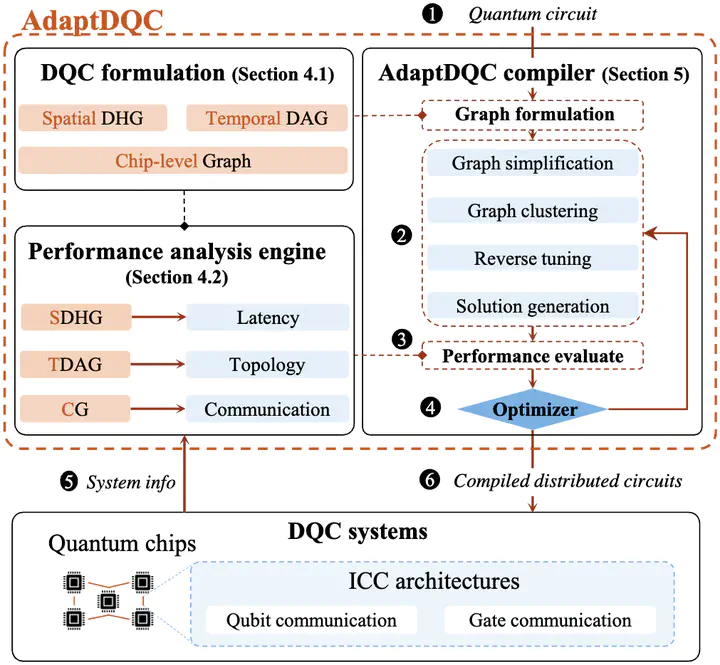 AdaptDQC
❶ Quantum circuit
DQC formulation (Section 4.1)
Spatial DHG
Temporal DAG
Chip-level Graph
Performance analysis engine
(Section 4.2)
SDHG
Latency
TDAG
Topology
CG
Communication
AdaptDQC compiler (Section 5)
Graph formulation
❷
Graph simplification
Graph clustering
Reverse tuning
Solution generation
❸
Performance evaluate
❹
Optimizer
❺ System info
❻ Compiled distributed circuits
DQC systems
Quantum chips
ICC architectures
Qubit communication
Gate communication